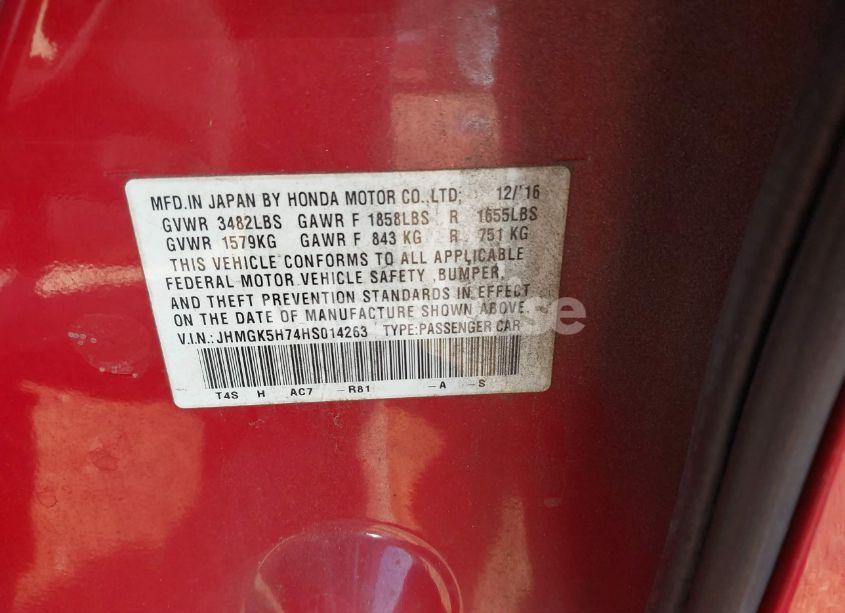 MFD.IN JAPAN BY HONDA MOTOR CO.,LTD; 12/'16
GVWR 3482LBS GAWR F 1858LBS R 1655LBS
GVWR 1579KG GAWR F 843 KG R 751 KG
THIS VEHICLE CONFORMS TO ALL APPLICABLE
FEDERAL MOTOR VEHICLE SAFETY ,BUMPER,
AND THEFT PREVENTION STANDARDS IN EFFECT
ON THE DATE OF MANUFACTURE SHOWN ABOVE.
V.I.N.: JHMGK5H74HS014263 TYPE:PASSENGER CAR
T4S H AC7 -R81 -A -S